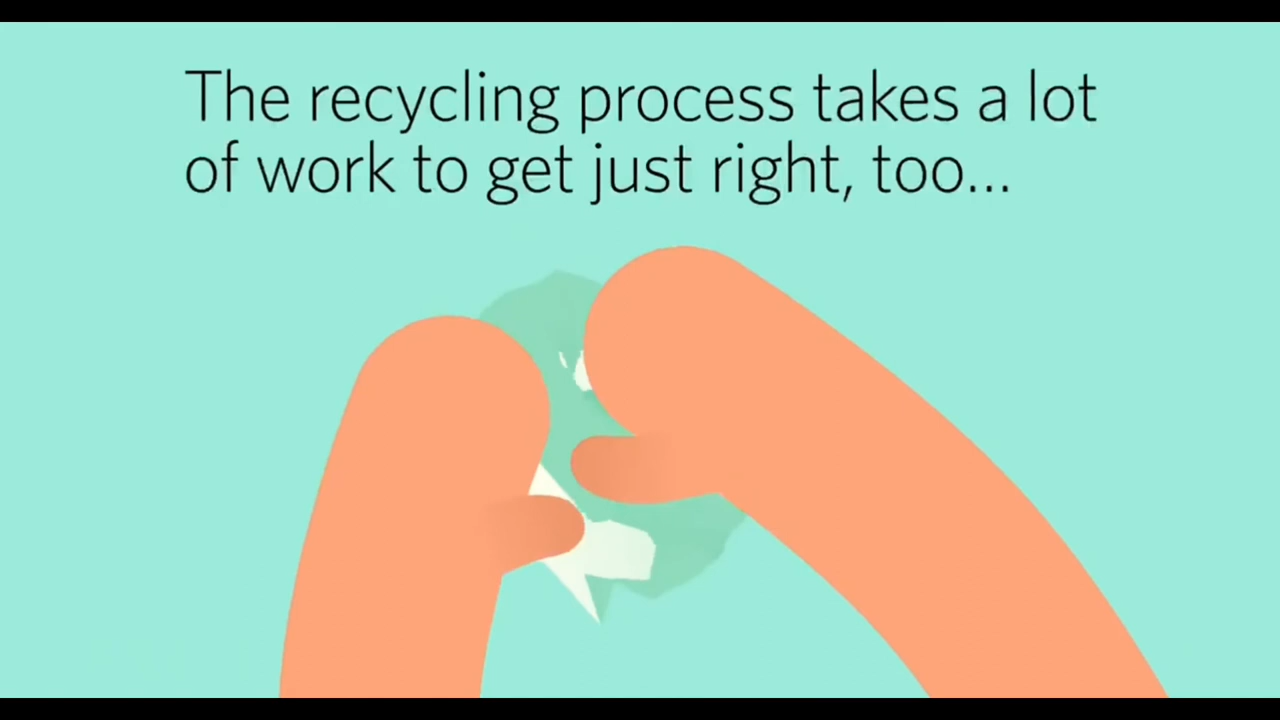 The recycling process takes a lot
of work to get just right, too...